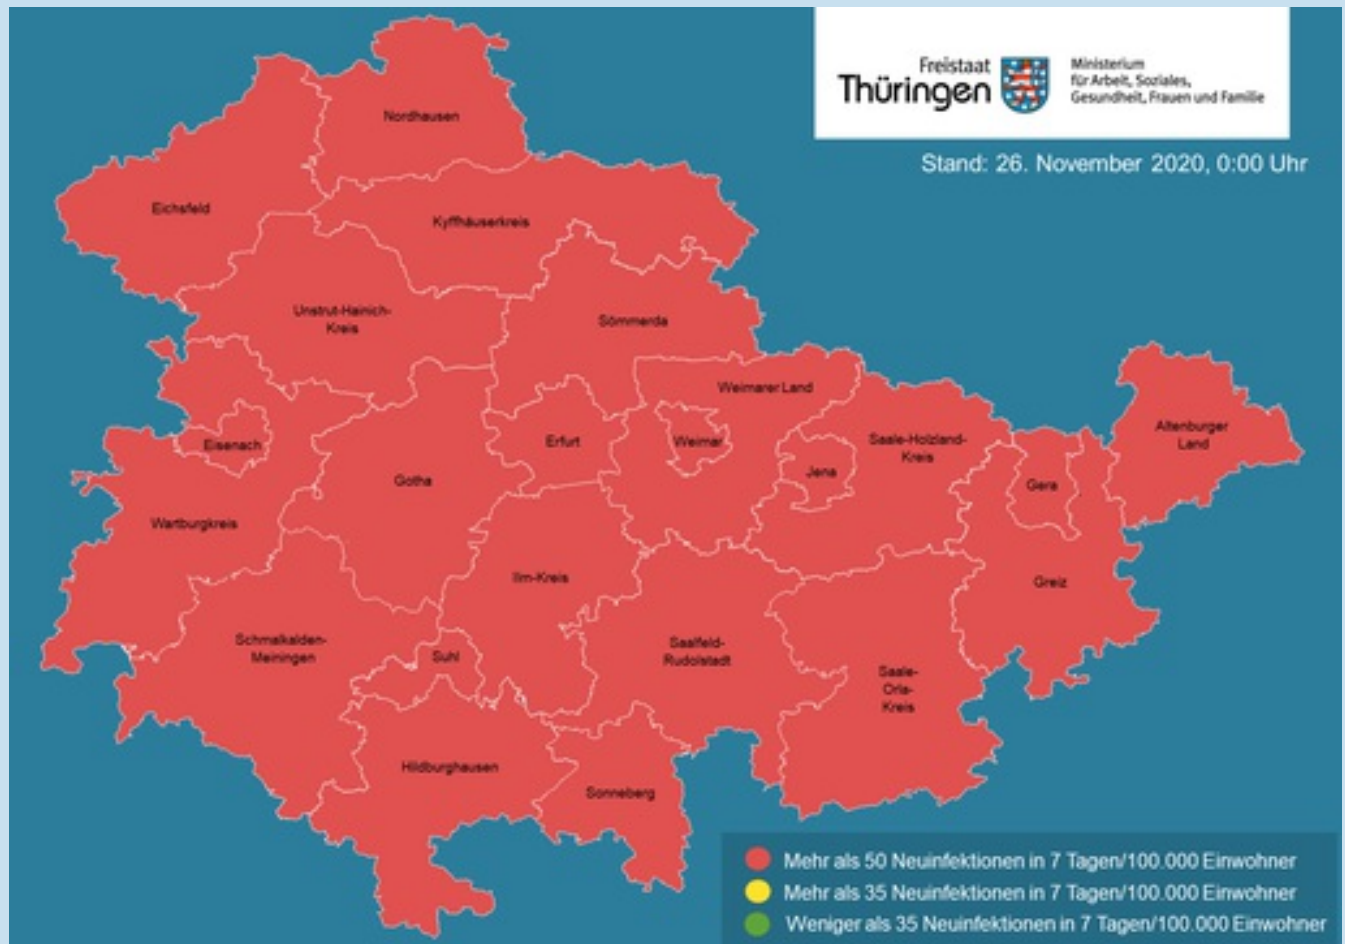 Freistaat
Thüringen
Ministerium
für Arbeit, Soziales,
Gesundheit, Frauen und Familie
Stand: 26. November 2020, 0:00 Uhr
Nordhausen
Eichsfeld
Kyffhäuserkreis
Unstrut-Hainich-
Kreis
Sömmerda
Weimarer Land
Eisenach
Erfurt
Weimar
Saale-Holzland-
Kreis
Altenburger
Land
Gotha
Jena
Gera
Wartburgkreis
Ilm-Kreis
Greiz
Schmalkalden-
Meiningen
Suhl
Saalfeld-
Rudolstadt
Saale-
Orla-
Kreis
Hildburghausen
Sonneberg
Mehr als 50 Neuinfektionen in 7 Tagen/100.000 Einwohner
Mehr als 35 Neuinfektionen in 7 Tagen/100.000 Einwohner
Weniger als 35 Neuinfektionen in 7 Tagen/100.000 Einwohner